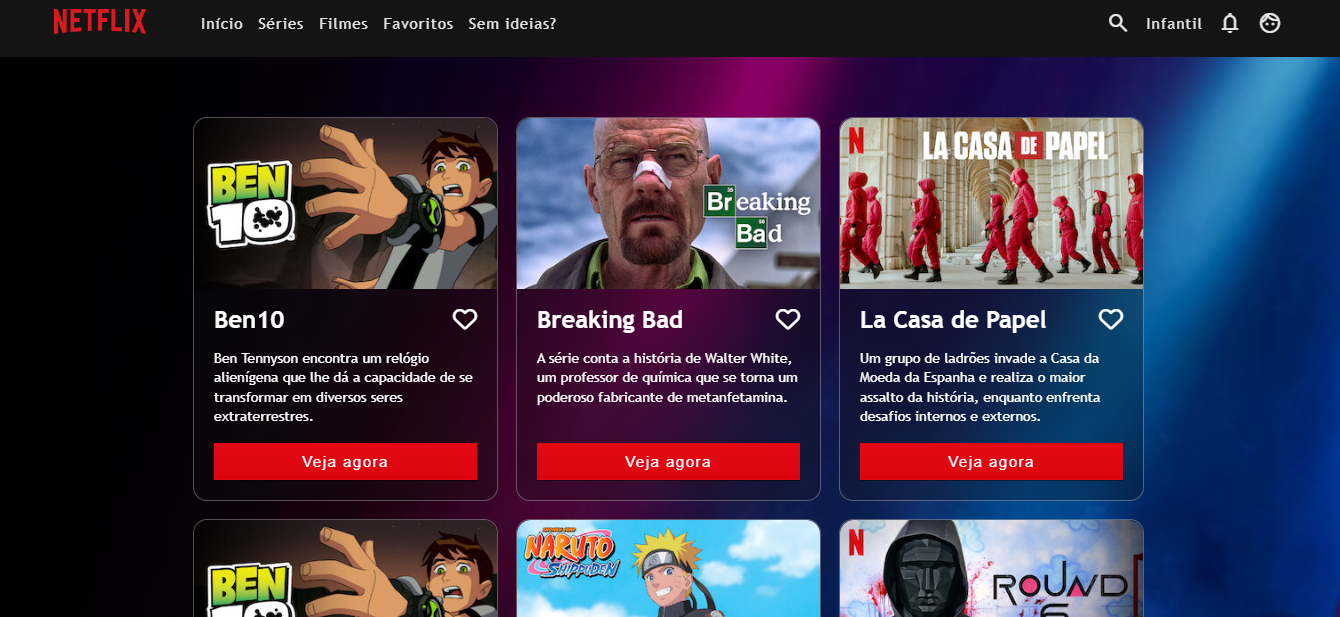 NETFLIX Início Séries Filmes Favoritos Sem ideias? Infantil
BEN
10
Breaking
Bad
N
LA CASA DE PAPEL
Ben10
Breaking Bad
La Casa de Papel
Ben Tennyson encontra um relógio
alienígena que lhe dá a capacidade de se
transformar em diversos seres
extraterrestres.
A série conta a história de Walter White,
um professor de química que se torna um
poderoso fabricante de metanfetamina.
Um grupo de ladrões invade a Casa da
Moeda da Espanha e realiza o maior
assalto da história, enquanto enfrenta
desafios internos e externos.
Veja agora
Veja agora
Veja agora
BEN
10
NARUTO
SHIPPUDEN
N
ROUND
6